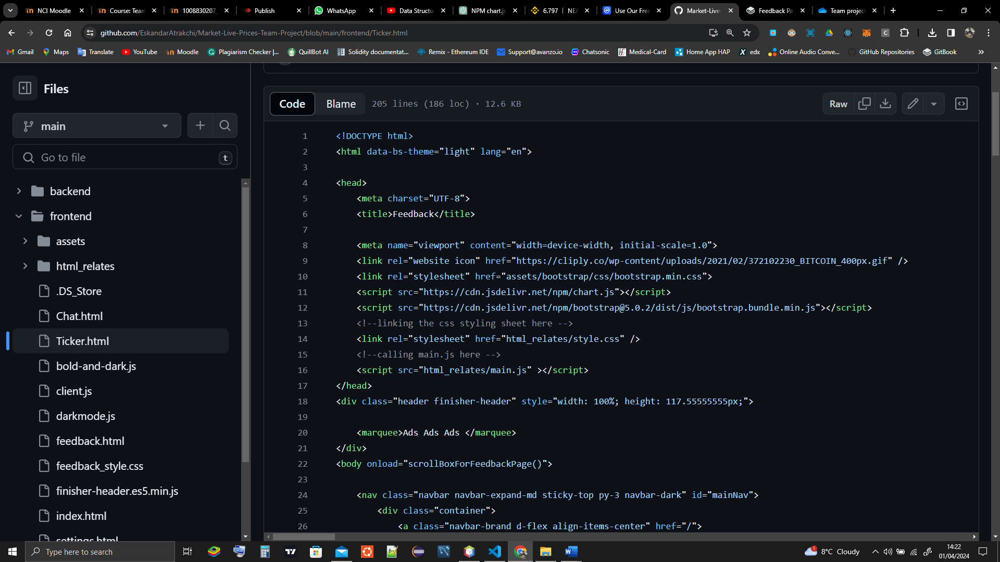 NCI Moodle
Course: Team
1008830207
Publish
WhatsApp
Data Structu
NPM chart.js
6.797 | NEA
Use Our Free
Market-Live-
Feedback Pa
Team projec
github.com/EskandarAtrakchi/Market-Live-Prices-Team-Project/blob/main/frontend/Ticker.html
Gmail
Maps
Translate
YouTube
Moodle
Plagiarism Checker |...
QuillBot AI
Solidity documentat...
Remix - Ethereum IDE
Support@avanzo.io
Chatsonic
Medical-Card
Home App HAP
edx
Online Audio Conve...
GitHub Repositories
GitBook
»
Files
main
Go to file
t
backend
frontend
assets
html_relates
.DS_Store
Chat.html
Ticker.html
bold-and-dark.js
client.js
darkmode.js
feedback.html
feedback_style.css
finisher-header.es5.min.js
index.html
settings.html
Code
Blame
205 lines (186 loc) · 12.6 KB
Raw
1 <!DOCTYPE html>
2 <html data-bs-theme="light" lang="en">
3
4 <head>
5 <meta charset="UTF-8">
6 <title>Feedback</title>
7
8 <meta name="viewport" content="width=device-width, initial-scale=1.0">
9 <link rel="website icon" href="https://cliply.co/wp-content/uploads/2021/02/372102230_BITCOIN_400px.gif" />
10 <link rel="stylesheet" href="assets/bootstrap/css/bootstrap.min.css">
11 <script src="https://cdn.jsdelivr.net/npm/chart.js"></script>
12 <script src="https://cdn.jsdelivr.net/npm/bootstrap@5.0.2/dist/js/bootstrap.bundle.min.js"></script>
13 <!--linking the css styling sheet here -->
14 <link rel="stylesheet" href="html_relates/style.css" />
15 <!--calling main.js here -->
16 <script src="html_relates/main.js" ></script>
17 </head>
18 <div class="header finisher-header" style="width: 100%; height: 117.55555555px;">
19
20 <marquee>Ads Ads Ads </marquee>
21 </div>
22 <body onload="scrollBoxForFeedbackPage()">
23
24 <nav class="navbar navbar-expand-md sticky-top py-3 navbar-dark" id="mainNav">
25 <div class="container">
26 <a class="navbar-brand d-flex align-items-center" href="/">
Type here to search
1
8°C Cloudy
14:22
01/04/2024